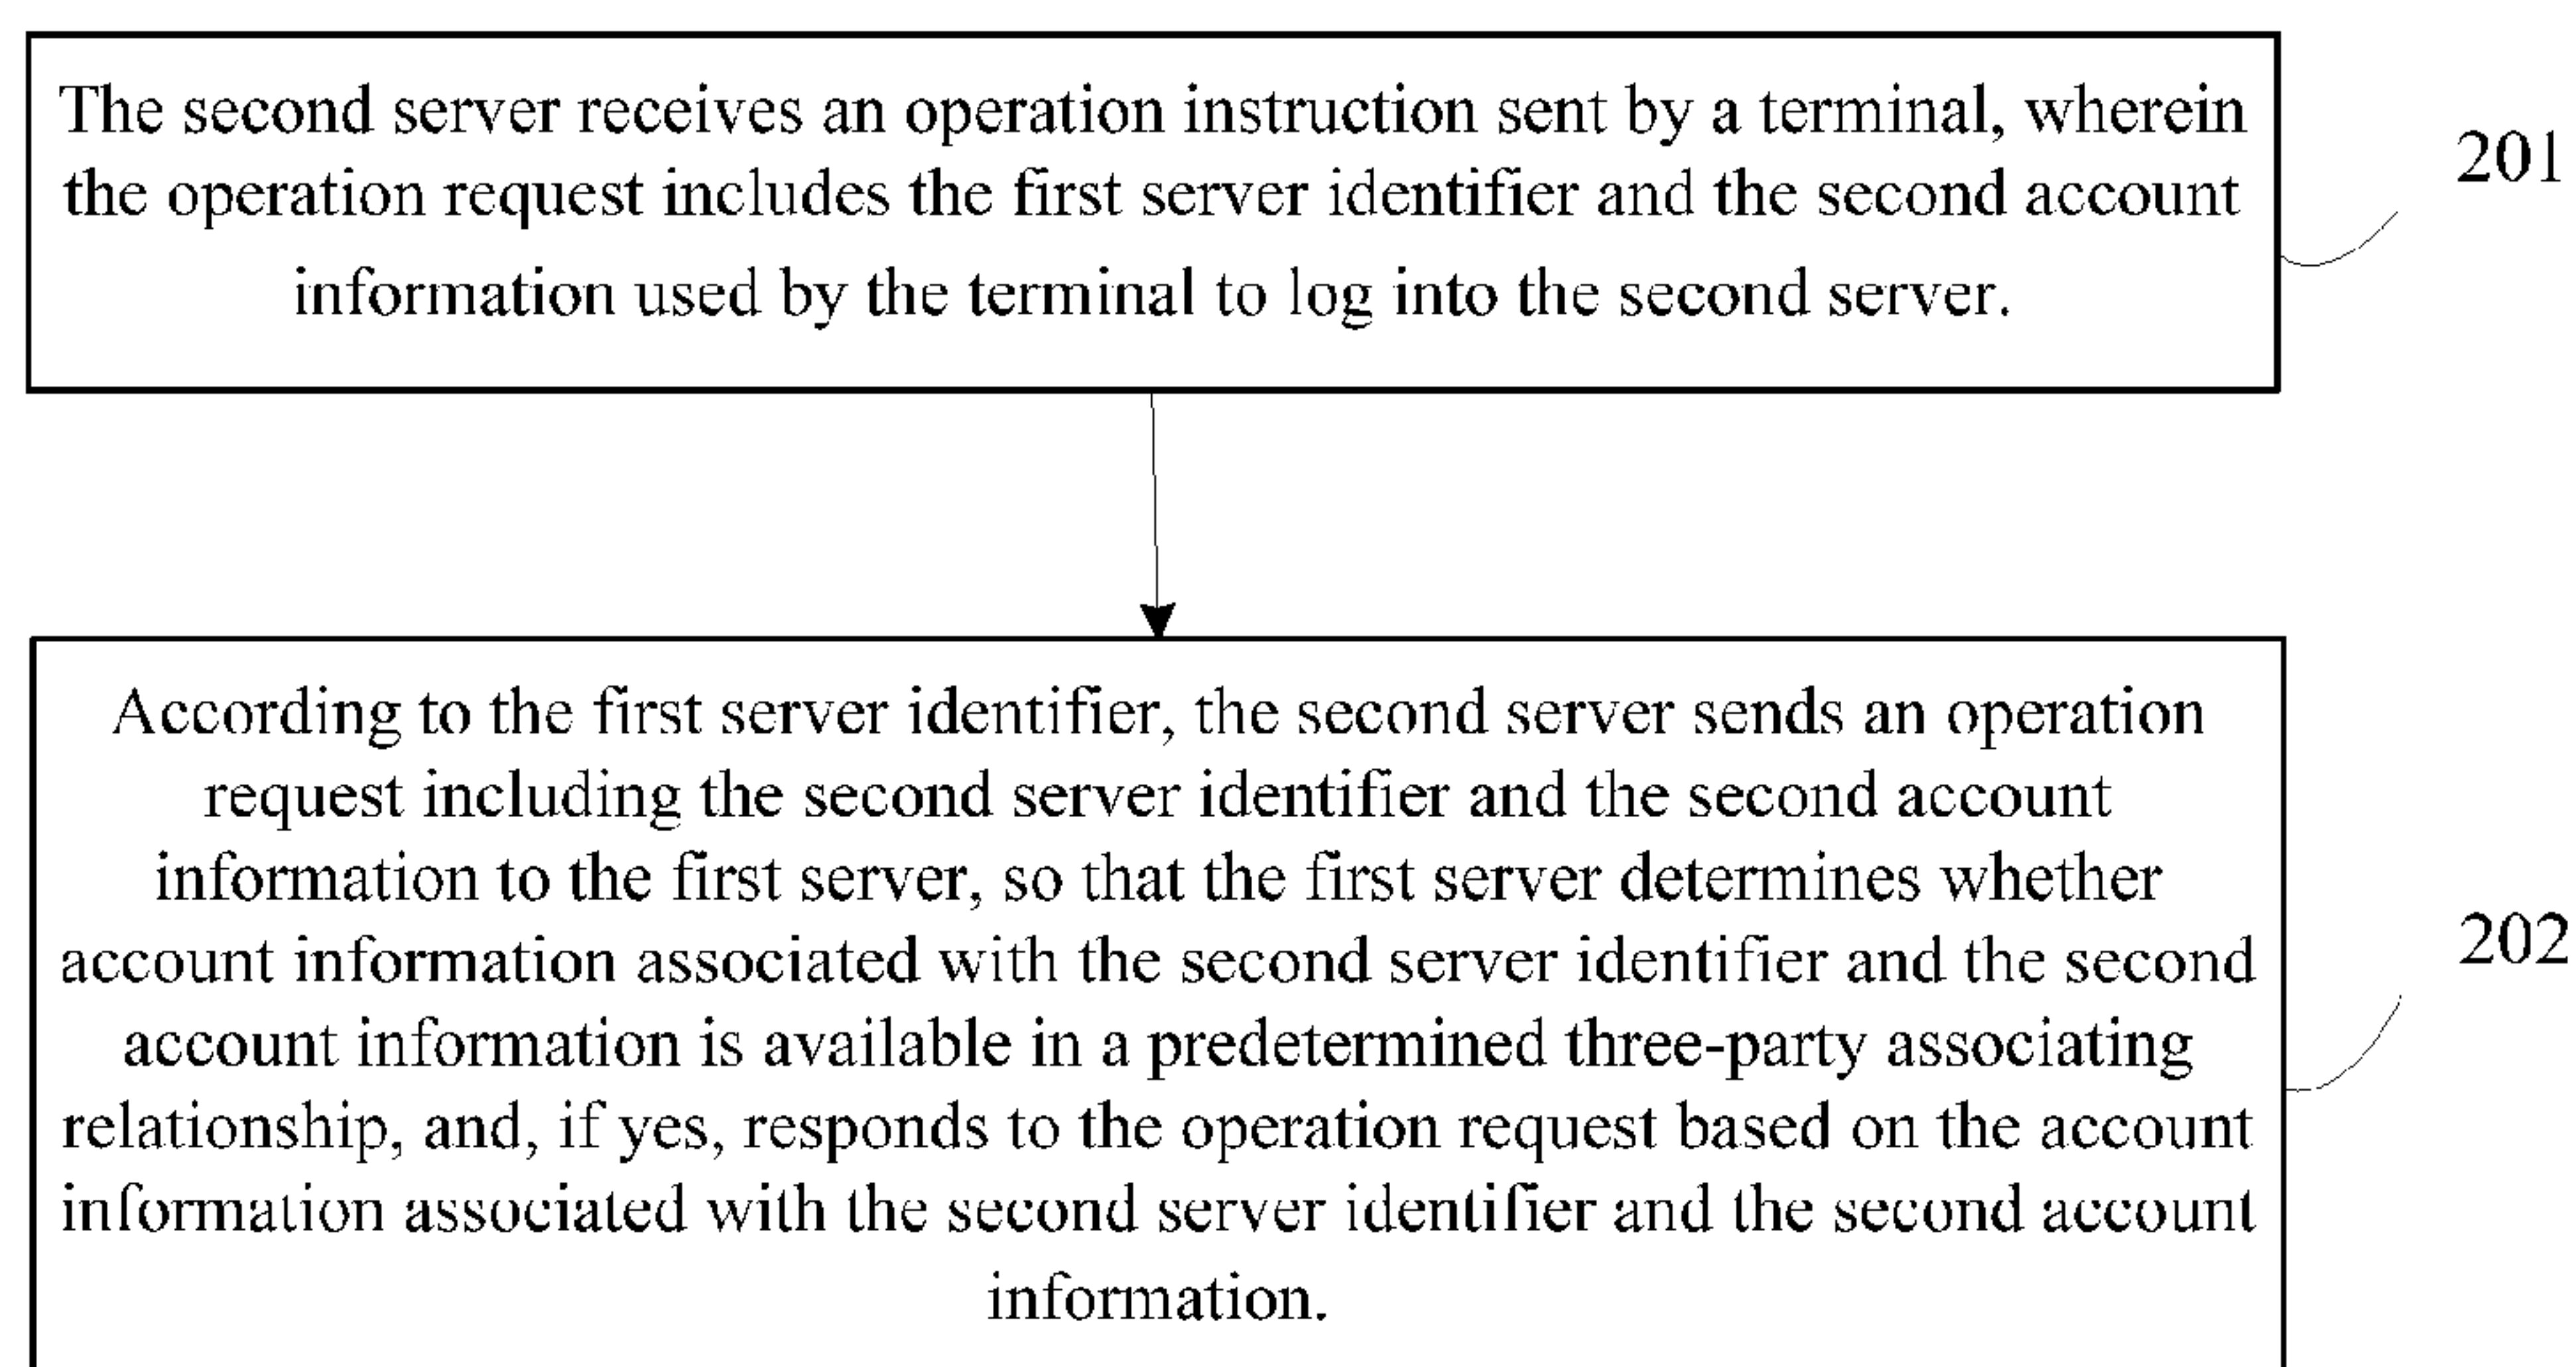 The second server receives an operation instruction sent by a terminal, wherein
the operation request includes the first server identifier and the second account
information used by the terminal to log into the second server.
201
According to the first server identifier, the second server sends an operation
request including the second server identifier and the second account
information to the first server, so that the first server determines whether
account information associated with the second server identifier and the second
account information is available in a predetermined three-party associating
relationship, and, if yes, responds to the operation request based on the account
information associated with the second server identifier and the second account
information.
202